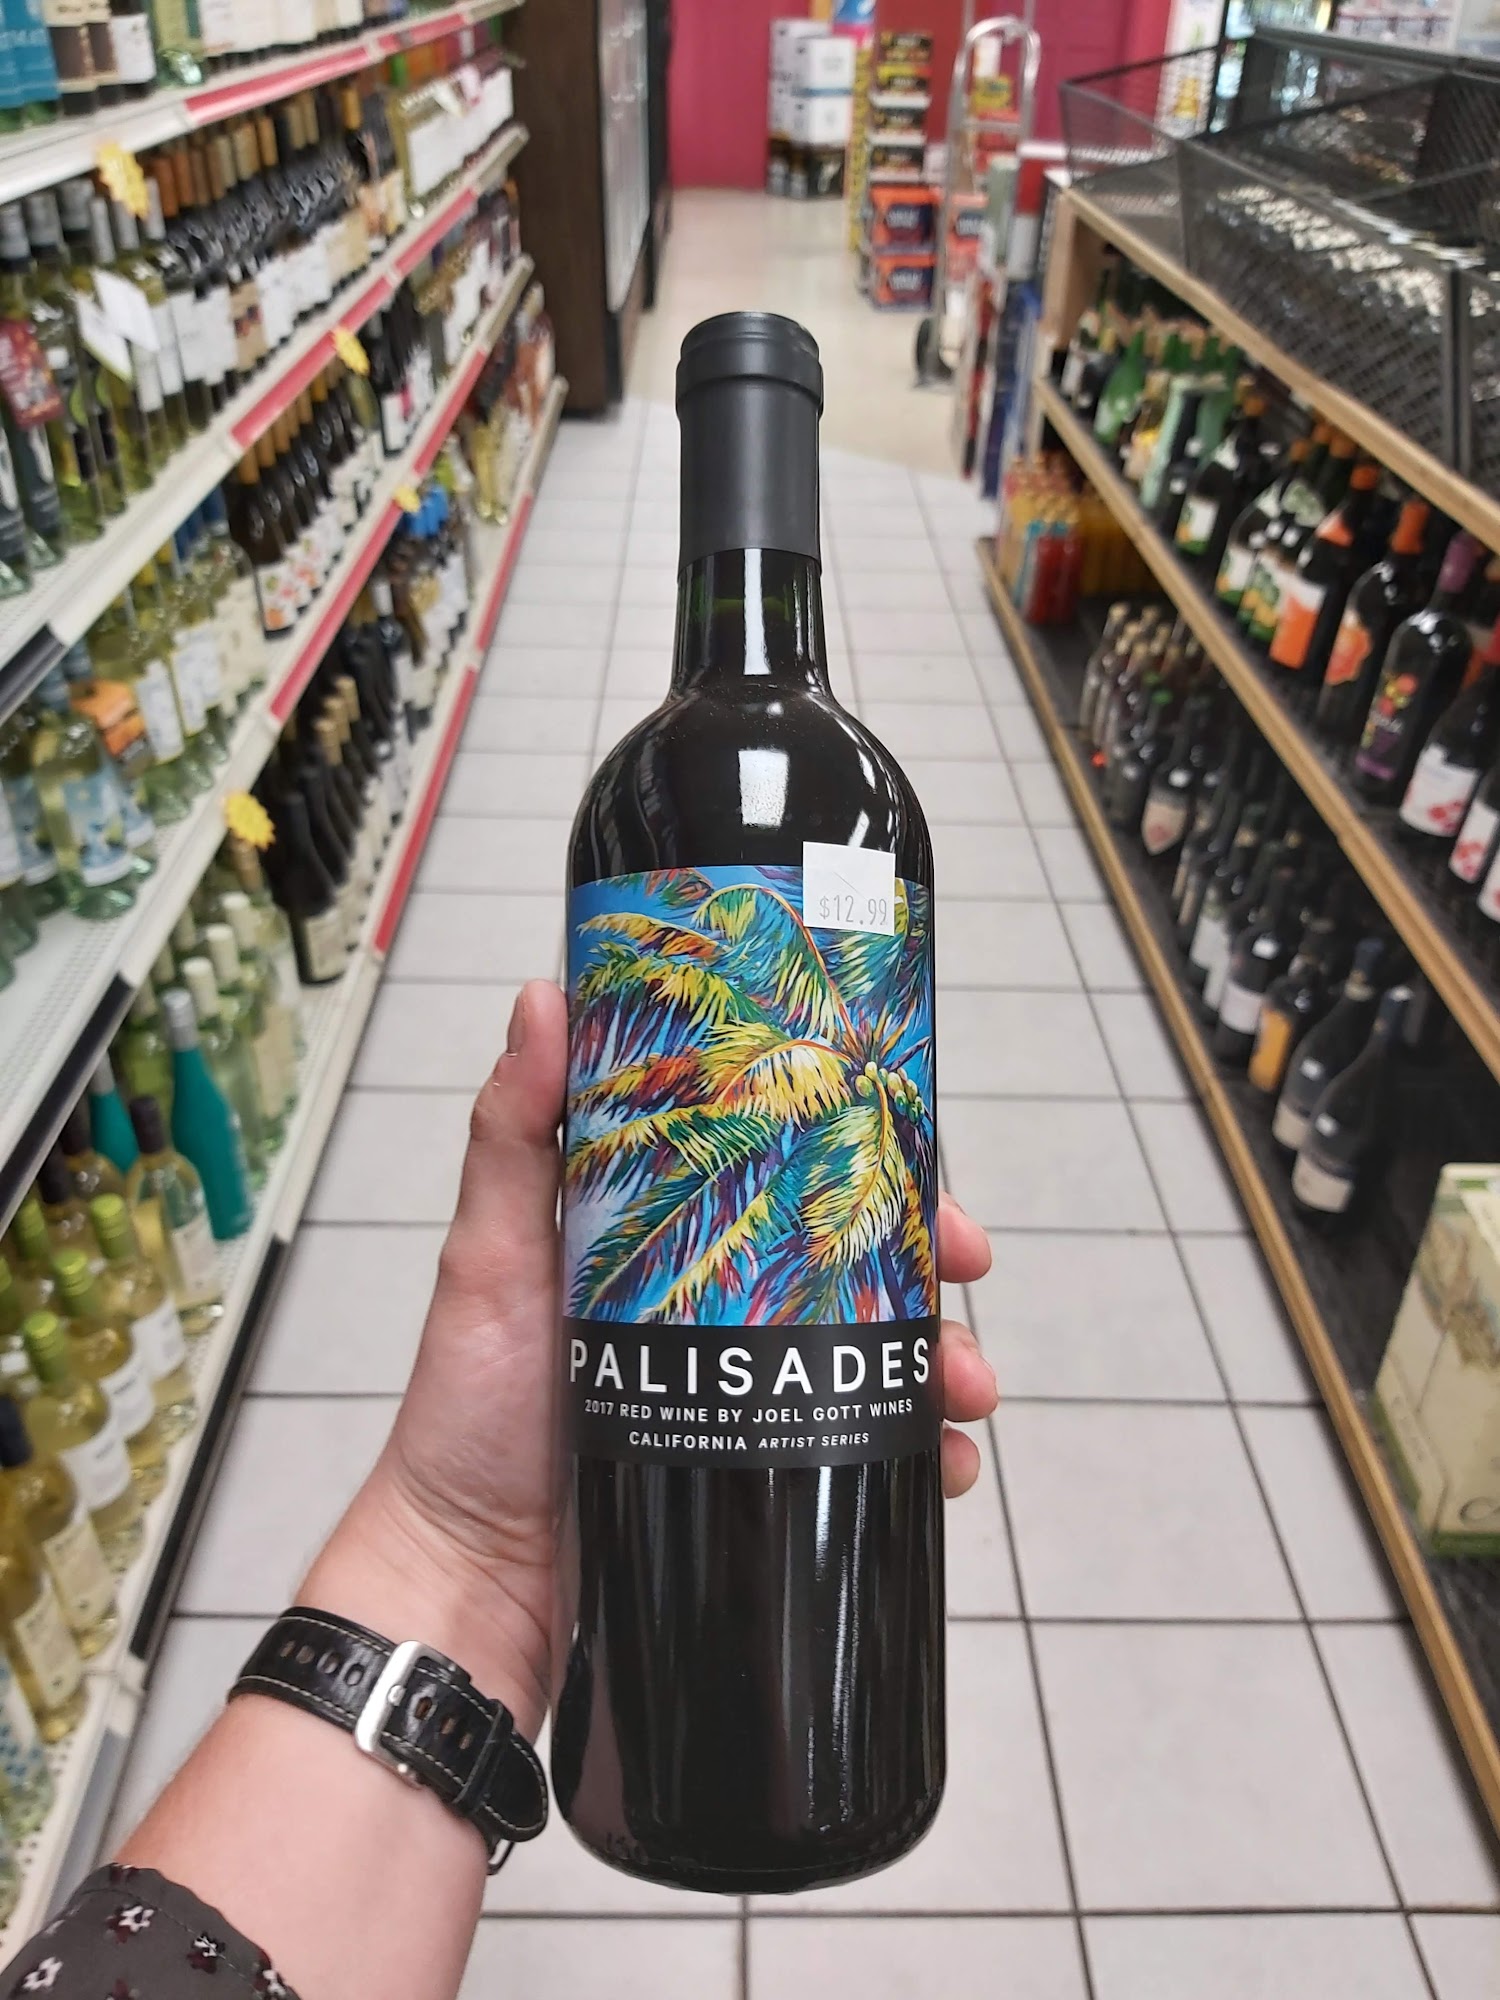 $12.99
PALISADES
2017 RED WINE BY JOEL GOTT WINES
CALIFORNIA ARTIST SERIES